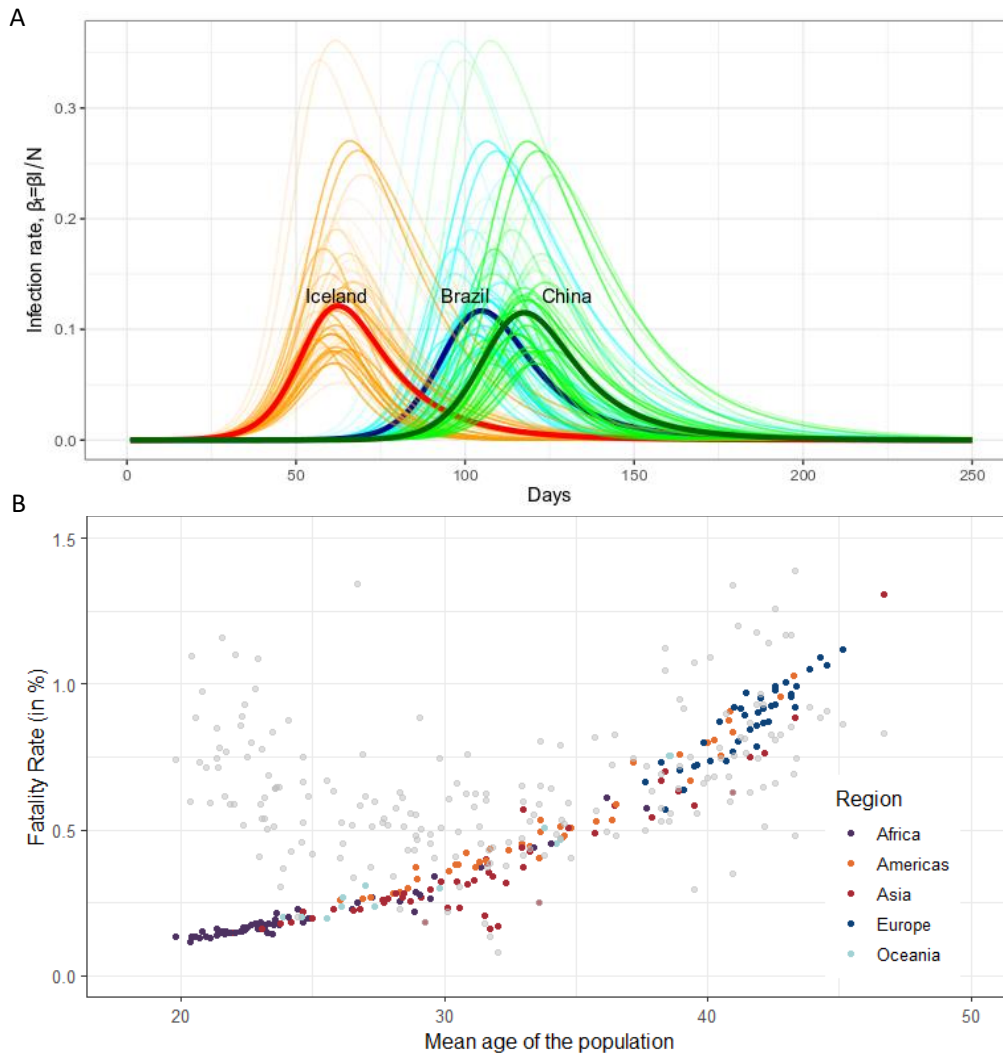 A
Infection rate, βt=βI/N
0.3
0.2
0.1
0.0
Iceland
Brazil
China
0
50
100
150
200
250
Days
B
Fatality Rate (in %)
1.5
1.0
0.5
0.0
Region
Africa
Americas
Asia
Europe
Oceania
20
30
40
50
Mean age of the population